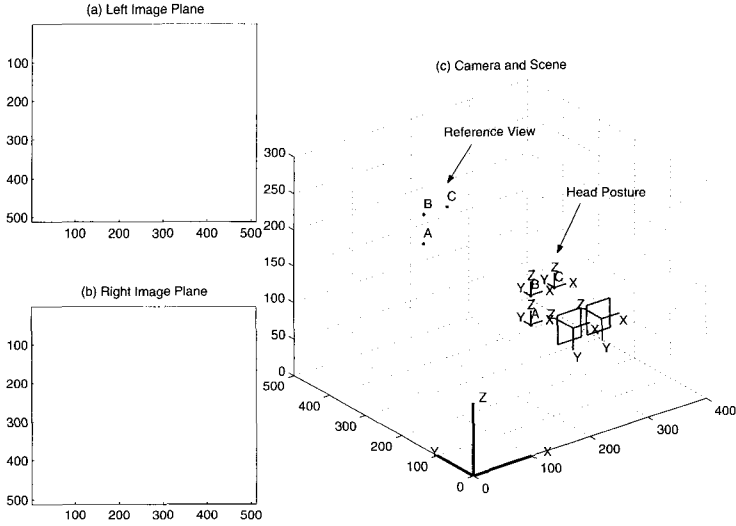 (a) Left Image Plane
100
200
300
400
500
100 200 300 400 500
(b) Right Image Plane
100
200
300
400
500
100 200 300 400 500
(c) Camera and Scene
Reference View
Head Posture
B
C
A
Z
Y
B
X
Z
Y
C
X
Z
Y
A
X
Z
X
Y
Z
X
Y
300
250
200
150
100
50
0
500
400
300
200
100
0
0
100
200
300
400
Z
Y
X